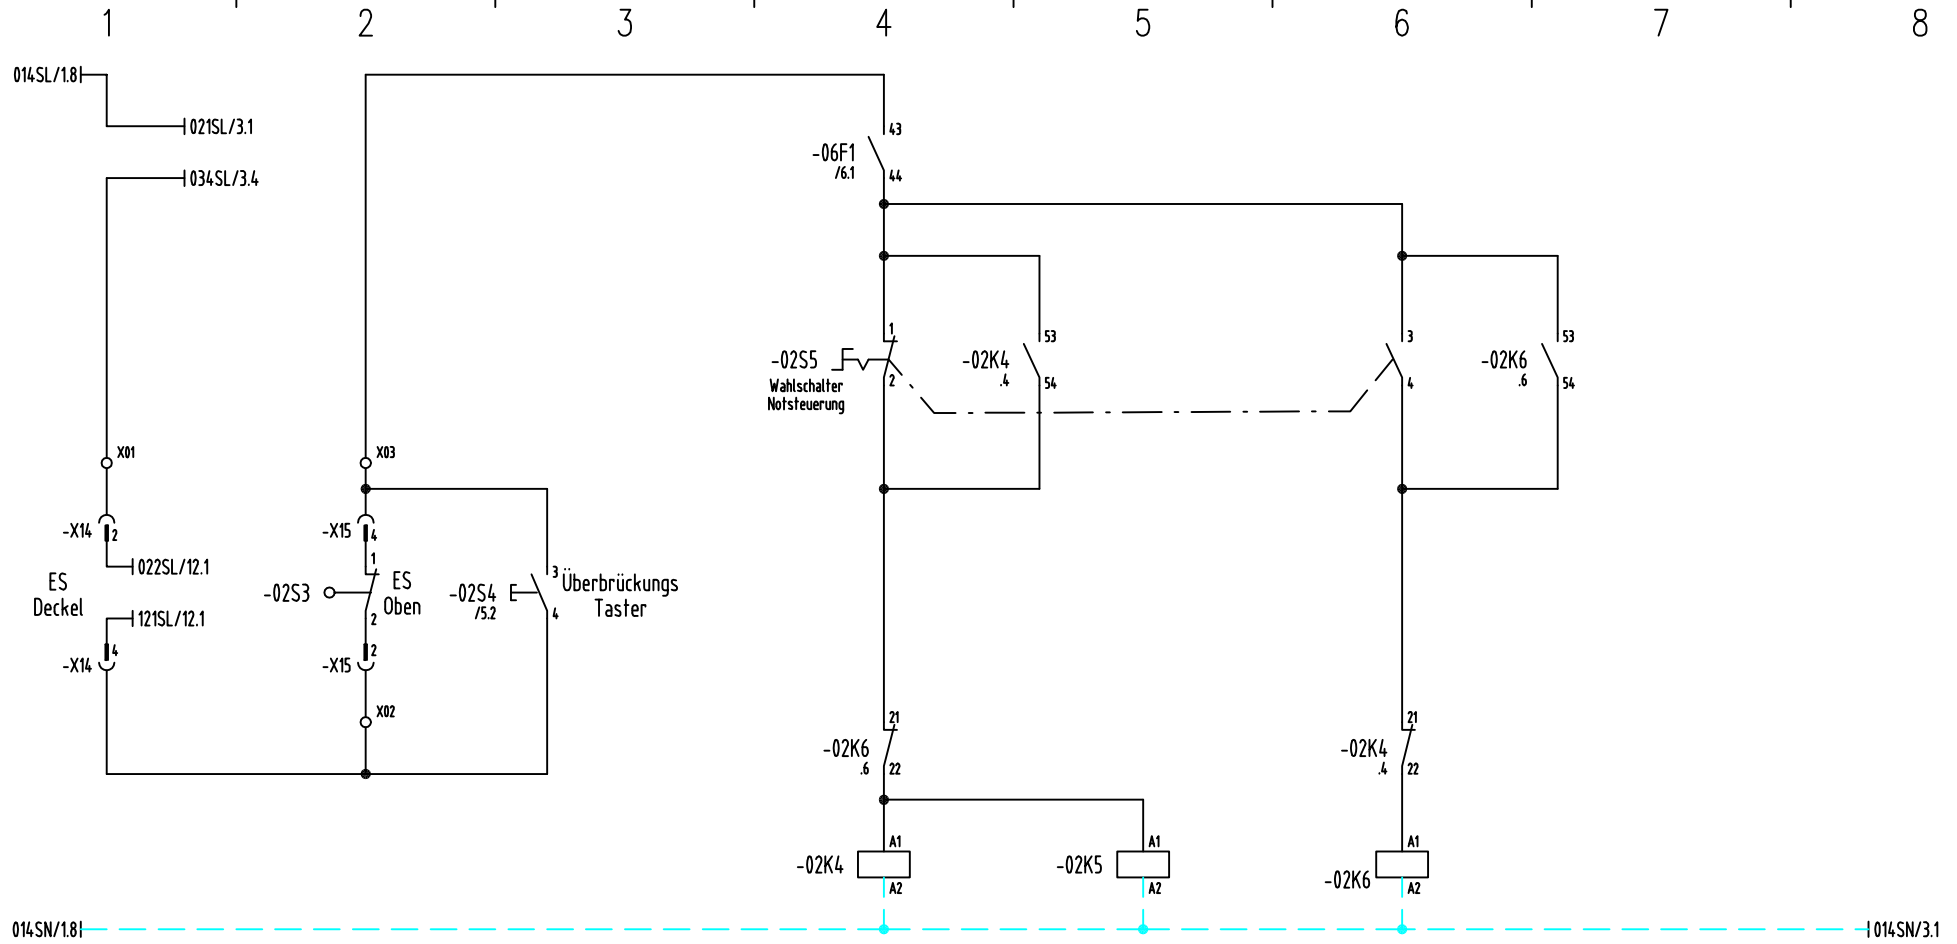 1 2 3 4 5 6 7 8
014SL/1.8
021SL/3.1
034SL/3.4
43
-06F1
/6.1
44
1
-02S5
Wahlschalter
Notsteuerung
2
53
-02K4
.4
54
3
4
53
-02K6
.6
54
X01
-X14
2
022SL/12.1
ES
Deckel
121SL/12.1
4
-X14
X03
-X15
4
1
-02S3
ES
Oben
2
2
-X15
X02
3
-02S4
/5.2
Überbrückungs
Taster
4
21
-02K6
.6
22
21
-02K4
.4
22
A1
-02K4
A2
A1
-02K5
A2
A1
-02K6
A2
014SN/1.8
014SN/3.1